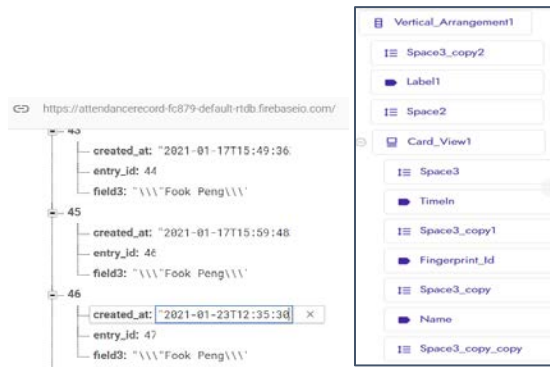 https://attendancerecord-fc879-default-rtdb.firebaseio.com/
43
created_at: "2021-01-17T15:49:36
entry_id: 44
field3: "\\\"Fook Peng\\\"
45
created_at: "2021-01-17T15:59:48
entry_id: 46
field3: "\\\"Fook Peng\\\"
46
created_at: "2021-01-23T12:35:30 ×
entry_id: 47
field3: "\\\"Fook Peng\\\"
Vertical_Arrangement1
Space3_copy2
Label1
Space2
Card_View1
Space3
TimeIn
Space3_copy1
Fingerprint_Id
Space3_copy
Name
Space3_copy_copy